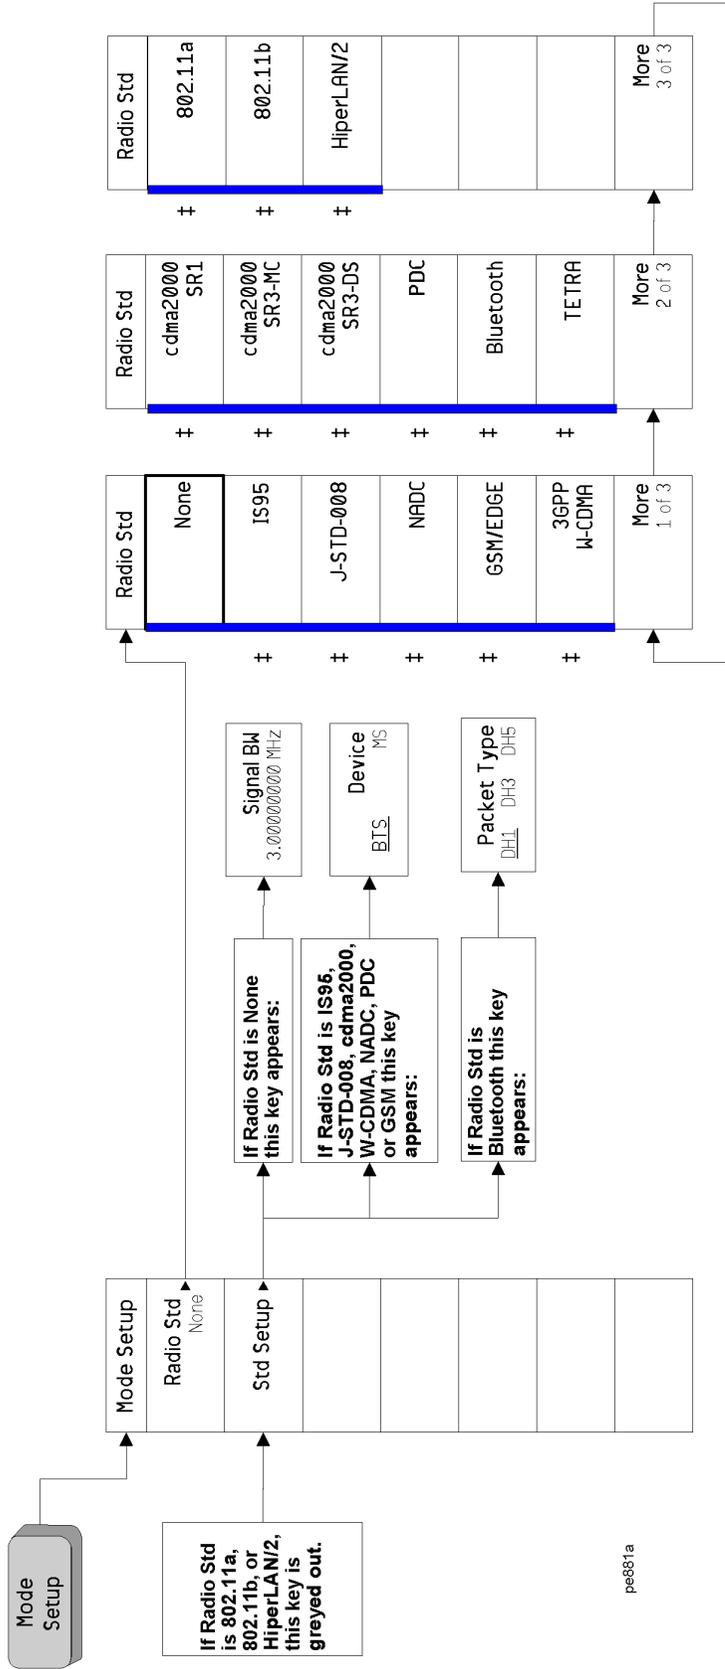 Mode
Setup
If Radio Std
is 802.11a,
802.11b, or
HiperLAN/2,
this key is
greyed out.
Mode Setup
Radio Std
None
Std Setup
If Radio Std is None
this key appears:
If Radio Std is IS95,
J-STD-008, cdma2000,
W-CDMA, NADC, PDC
or GSM this key
appears:
If Radio Std is
Bluetooth this key
appears:
Signal BW
3.00000000 MHz
Device
BTS MS
Packet Type
DH1 DH3 DH5
Radio Std
None
‡ IS95
‡ J-STD-008
‡ NADC
‡ GSM/EDGE
‡ 3GPP
W-CDMA
More
1 of 3
Radio Std
‡ cdma2000
SR1
‡ cdma2000
SR3-MC
‡ cdma2000
SR3-DS
‡ PDC
‡ Bluetooth
‡ TETRA
More
2 of 3
Radio Std
‡ 802.11a
‡ 802.11b
‡ HiperLAN/2
More
3 of 3
pe881a